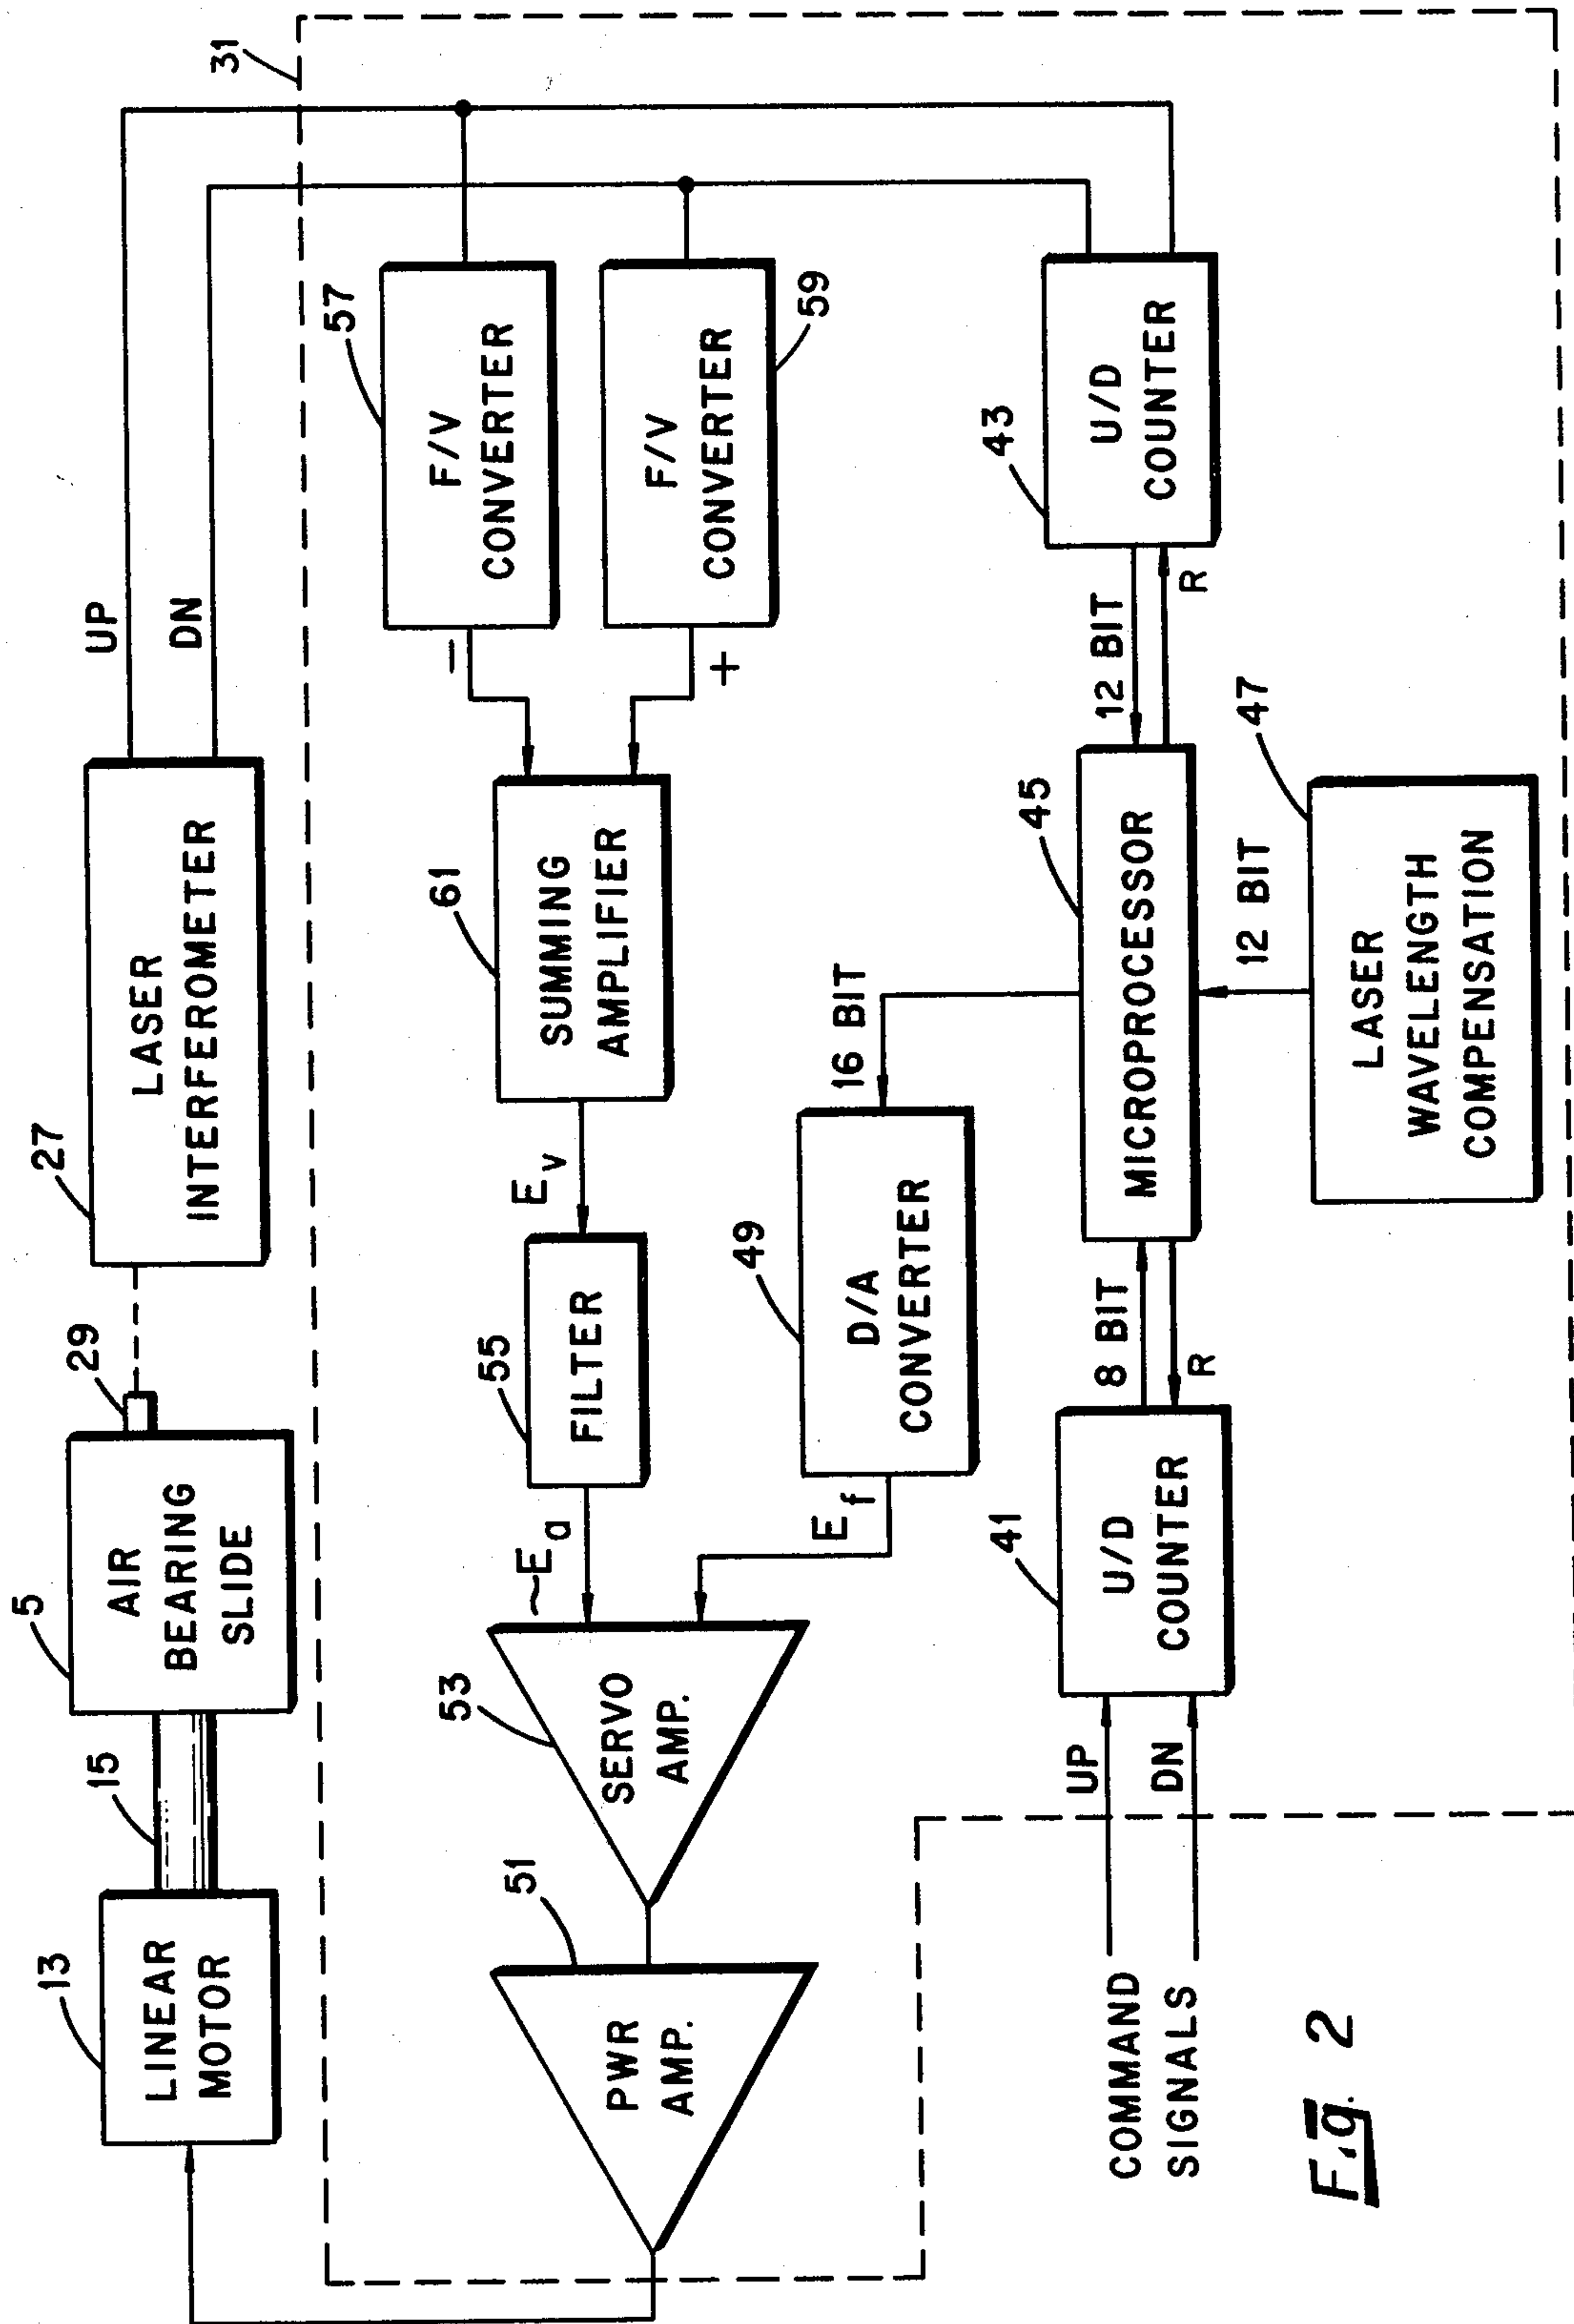 31
UP
DN
27
LASER
INTERFEROMETER
29
5
AIR
BEARING
SLIDE
15
13
LINEAR
MOTOR
57
F/V
CONVERTER
59
F/V
CONVERTER
−
+
61
SUMMING
AMPLIFIER
Ev
55
FILTER
~Ea
53
SERVO
AMP.
51
PWR
AMP.
49
D/A
CONVERTER
Ef
16 BIT
43
U/D
COUNTER
12 BIT
R
45
MICROPROCESSOR
47
12 BIT
LASER
WAVELENGTH
COMPENSATION
8 BIT
R
41
U/D
COUNTER
UP
DN
COMMAND
SIGNALS
Fig. 2